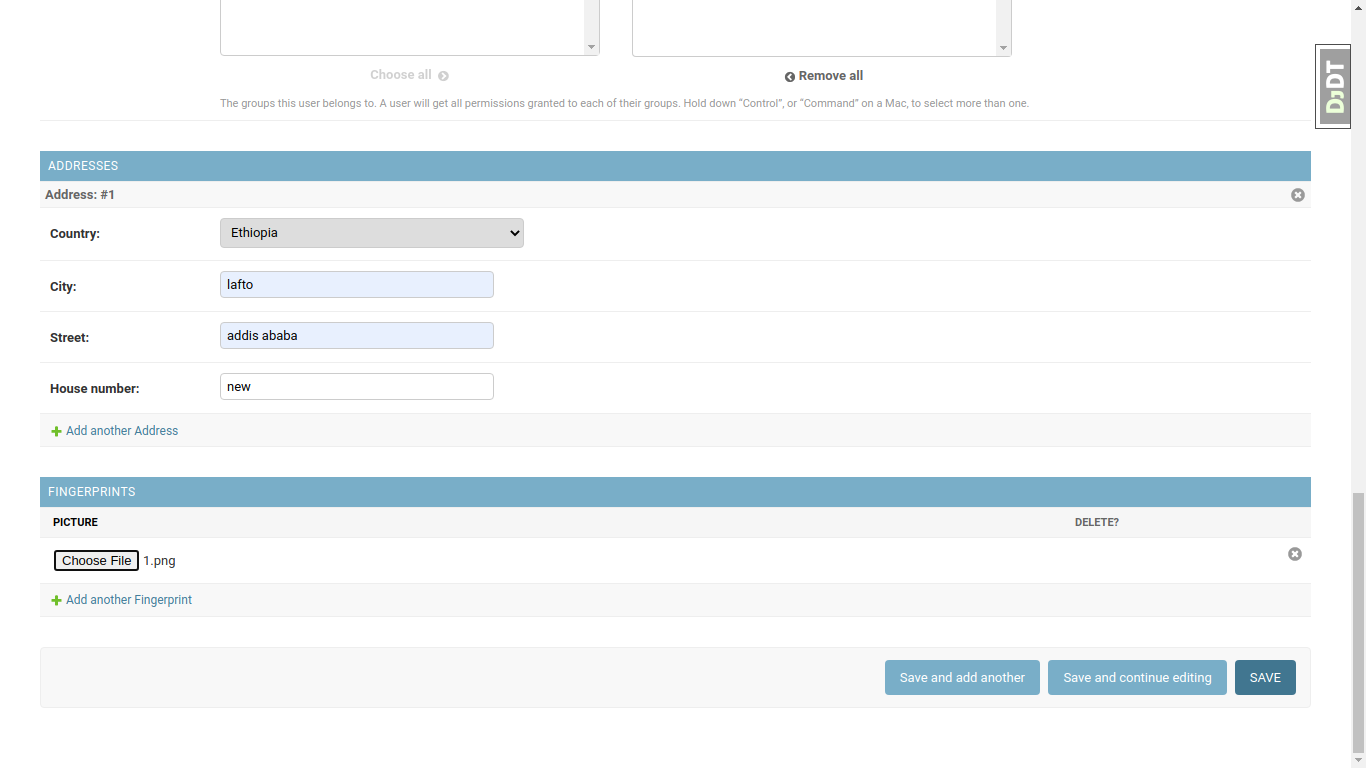 Choose all
Remove all
The groups this user belongs to. A user will get all permissions granted to each of their groups. Hold down “Control”, or “Command” on a Mac, to select more than one.
DjDT
ADDRESSES
Address: #1
Country:
Ethiopia
City:
lafto
Street:
addis ababa
House number:
new
Add another Address
FINGERPRINTS
PICTURE
DELETE?
Choose File 1.png
Add another Fingerprint
Save and add another
Save and continue editing
SAVE